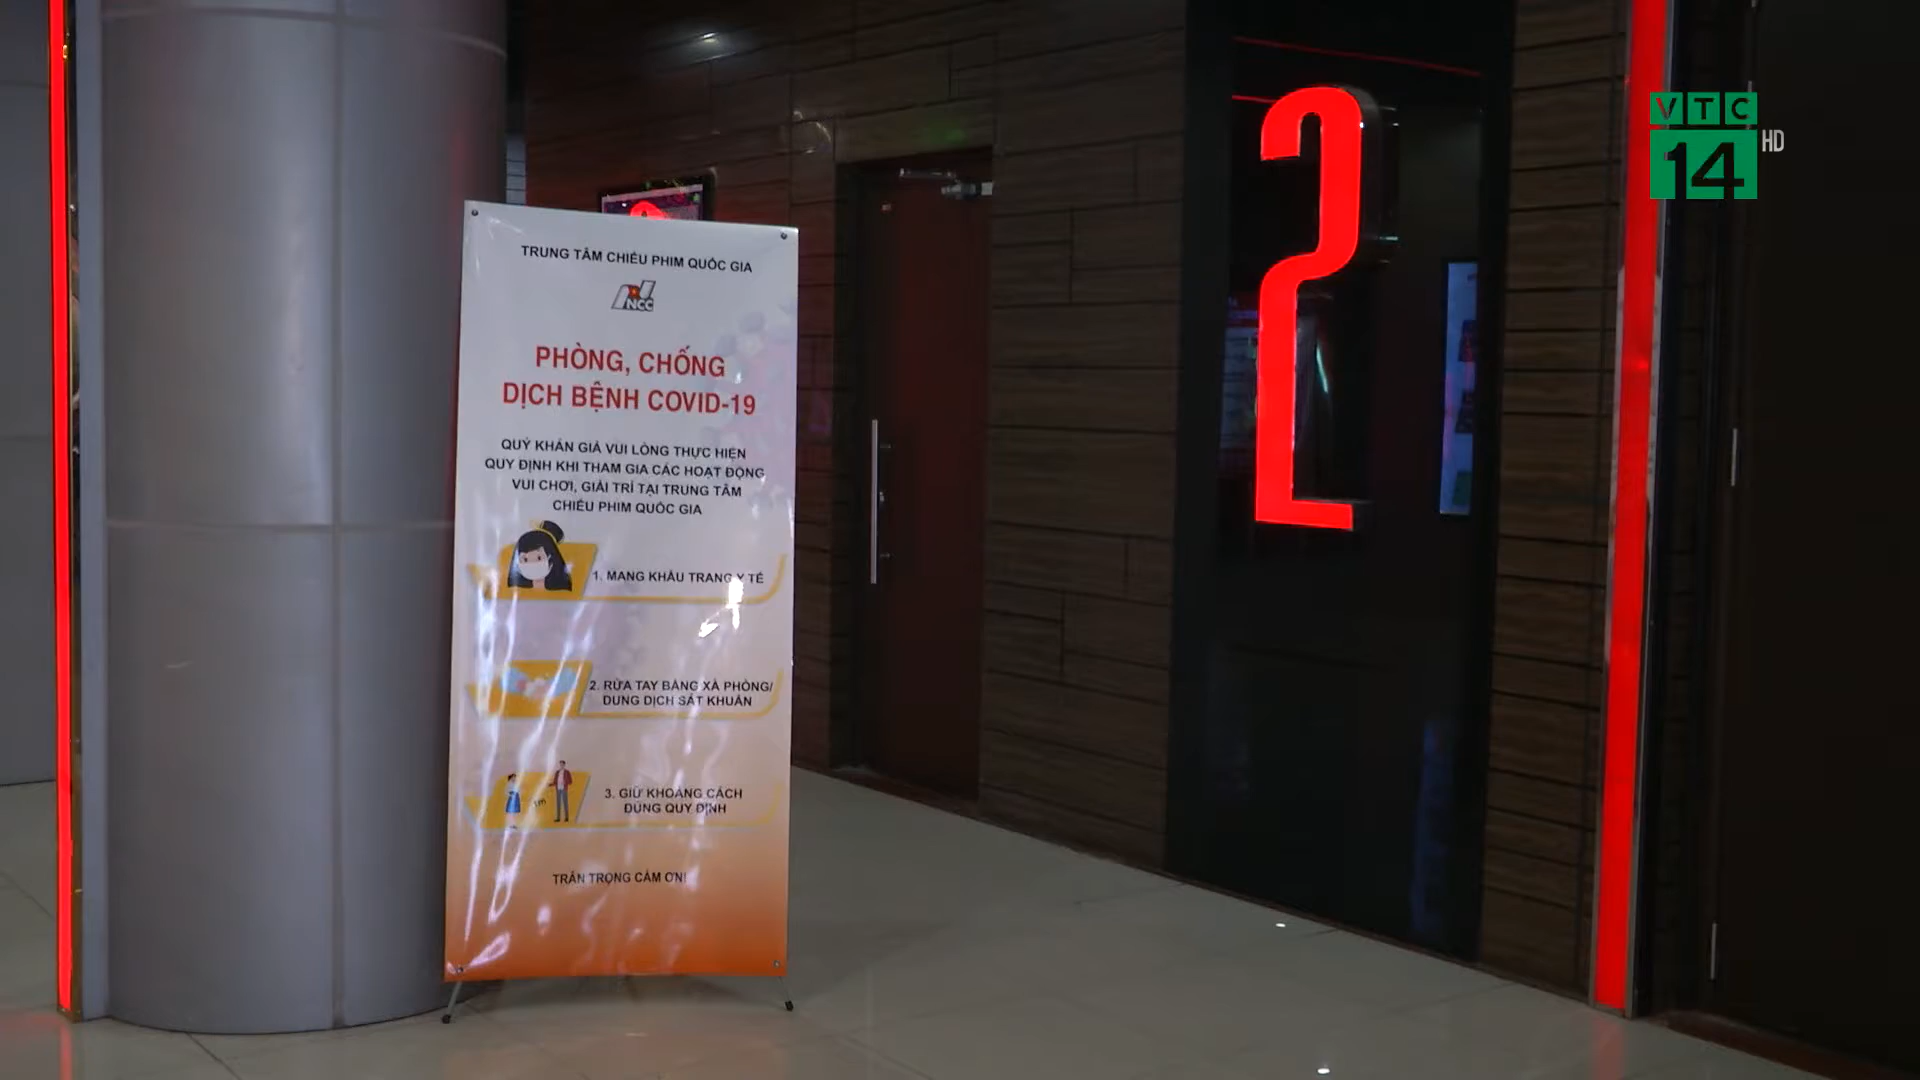 TRUNG TÂM CHIẾU PHIM QUỐC GIA
NCC
PHÒNG, CHỐNG
DỊCH BỆNH COVID-19
QUÝ KHÁN GIẢ VUI LÒNG THỰC HIỆN
QUY ĐỊNH KHI THAM GIA CÁC HOẠT ĐỘNG
VUI CHƠI, GIẢI TRÍ TẠI TRUNG TÂM
CHIẾU PHIM QUỐC GIA
1. MANG KHẨU TRANG Y TẾ
2. RỬA TAY BẰNG XÀ PHÒNG/
DUNG DỊCH SÁT KHUẨN
3. GIỮ KHOẢNG CÁCH
ĐÚNG QUY ĐỊNH
1m
TRÂN TRỌNG CẢM ƠN!
2
VTC
14
HD